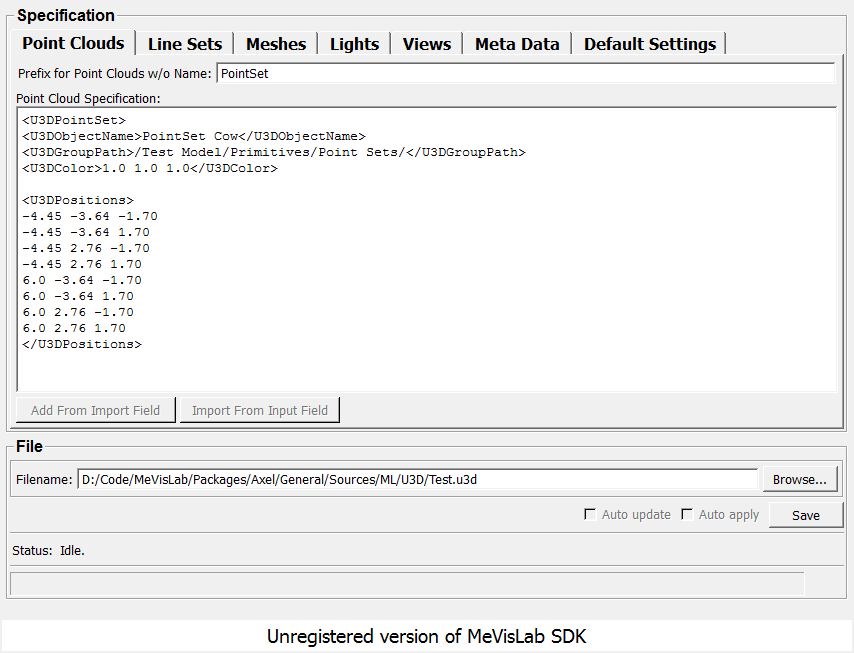 Specification
Point Clouds Line Sets Meshes Lights Views Meta Data Default Settings
Prefix for Point Clouds w/o Name: PointSet
Point Cloud Specification:
<U3DPointSet>
<U3DObjectName>PointSet Cow</U3DObjectName>
<U3DGroupPath>/Test Model/Primitives/Point Sets/</U3DGroupPath>
<U3DColor>1.0 1.0 1.0</U3DColor>
<U3DPositions>
-4.45 -3.64 -1.70
-4.45 -3.64 1.70
-4.45 2.76 -1.70
-4.45 2.76 1.70
6.0 -3.64 -1.70
6.0 -3.64 1.70
6.0 2.76 -1.70
6.0 2.76 1.70
</U3DPositions>
Add From Import Field Import From Input Field
File
Filename: D:/Code/MeVisLab/Packages/Axel/General/Sources/ML/U3D/Test.u3d Browse...
Auto update Auto apply Save
Status: Idle.
Unregistered version of MeVisLab SDK